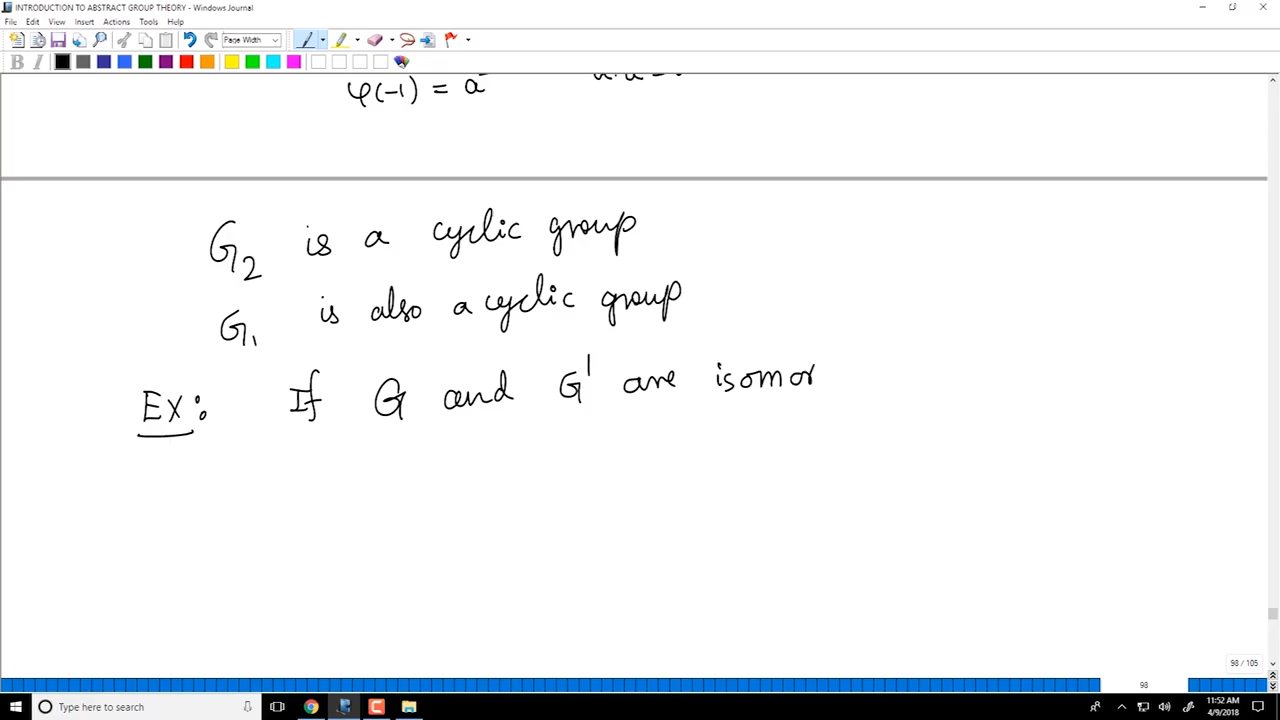 INTRODUCTION TO ABSTRACT GROUP THEORY - Windows Journal
File Edit View Insert Actions Tools Help
Page Width
B I
φ(-1) = a
G₂ is a cyclic group
G₁ is also a cyclic group
Ex: If G and G' are isomor
98 / 105
98
Type here to search
11:52 AM
4/9/2018